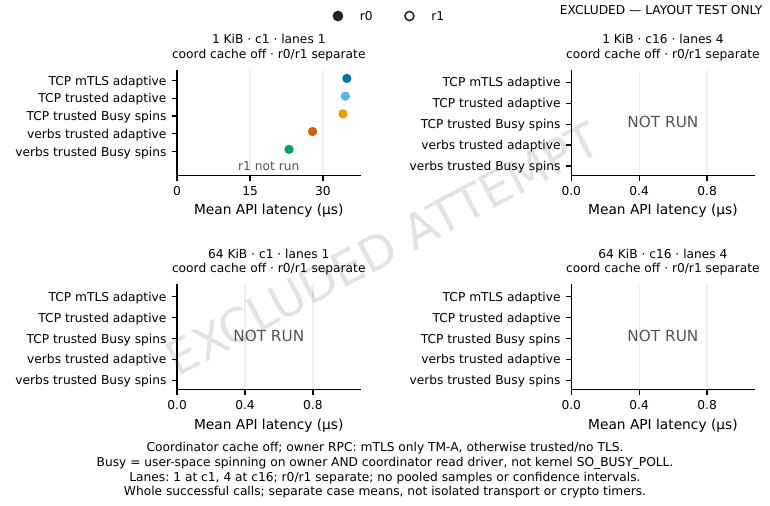 r0
r1
EXCLUDED — LAYOUT TEST ONLY
1 KiB · c1 · lanes 1
coord cache off · r0/r1 separate
TCP mTLS adaptive
TCP trusted adaptive
TCP trusted Busy spins
verbs trusted adaptive
verbs trusted Busy spins
r1 not run
0 15 30
Mean API latency (µs)
1 KiB · c16 · lanes 4
coord cache off · r0/r1 separate
TCP mTLS adaptive
TCP trusted adaptive
TCP trusted Busy spins
verbs trusted adaptive
verbs trusted Busy spins
NOT RUN
0.0 0.4 0.8
Mean API latency (µs)
EXCLUDED ATTEMPT
64 KiB · c1 · lanes 1
coord cache off · r0/r1 separate
TCP mTLS adaptive
TCP trusted adaptive
TCP trusted Busy spins
verbs trusted adaptive
verbs trusted Busy spins
NOT RUN
0.0 0.4 0.8
Mean API latency (µs)
64 KiB · c16 · lanes 4
coord cache off · r0/r1 separate
TCP mTLS adaptive
TCP trusted adaptive
TCP trusted Busy spins
verbs trusted adaptive
verbs trusted Busy spins
NOT RUN
0.0 0.4 0.8
Mean API latency (µs)
Coordinator cache off; owner RPC: mTLS only TM-A, otherwise trusted/no TLS.
Busy = user-space spinning on owner AND coordinator read driver, not kernel SO_BUSY_POLL.
Lanes: 1 at c1, 4 at c16; r0/r1 separate; no pooled samples or confidence intervals.
Whole successful calls; separate case means, not isolated transport or crypto timers.